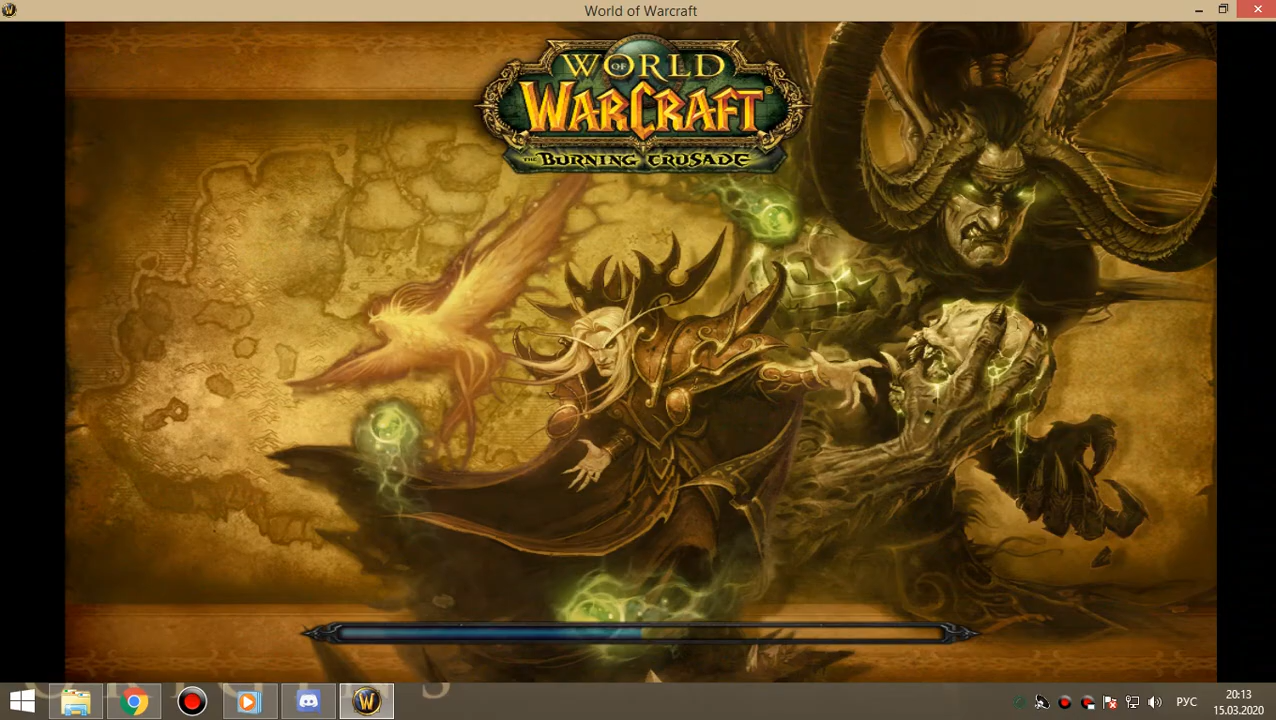 World of Warcraft
WORLD
OF
WARCRAFT®
THE BURNING CRUSADE
РУС
20:13
15.03.2020